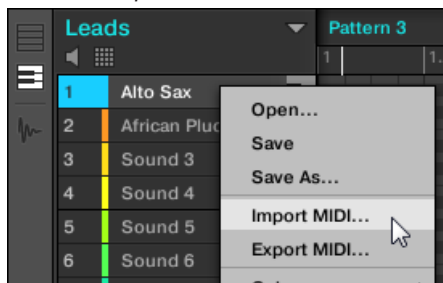 Leads
Pattern 3
1
1.
1 Alto Sax
2 African Pluc
3 Sound 3
4 Sound 4
5 Sound 5
6 Sound 6
Open...
Save
Save As...
Import MIDI...
Export MIDI...